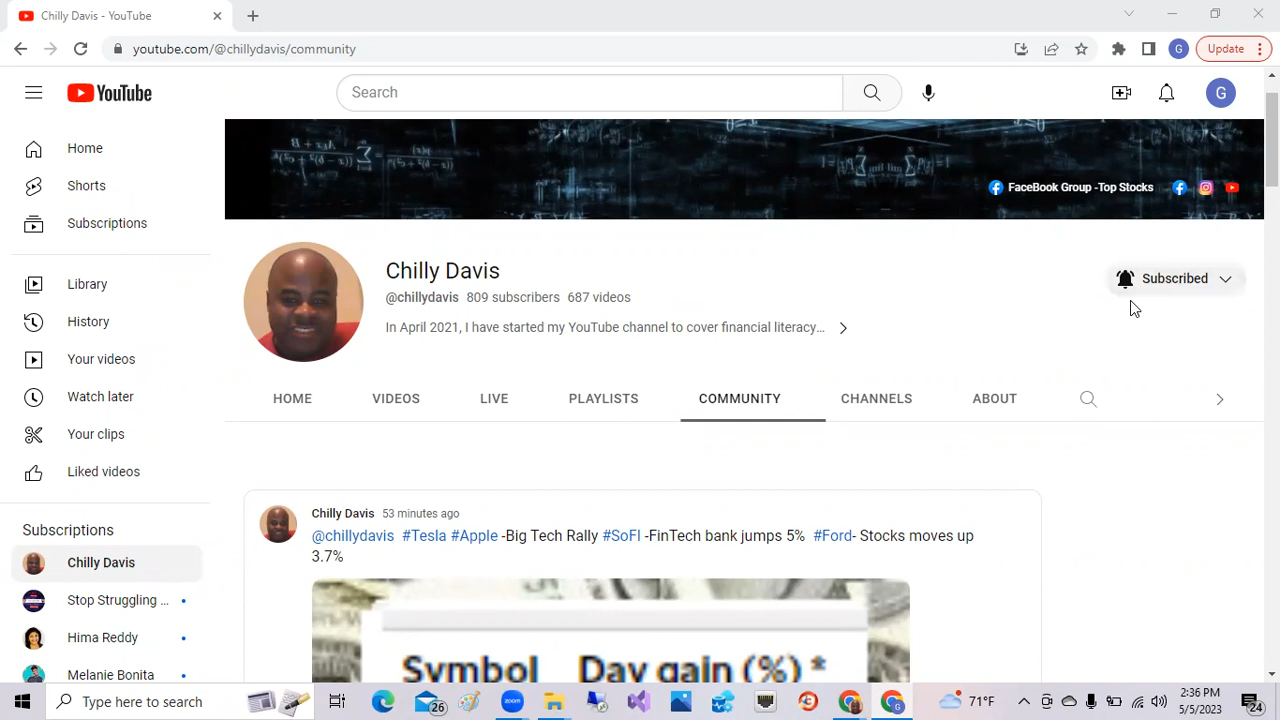 Chilly Davis - YouTube
youtube.com/@chillydavis/community
G
Update
YouTube
Search
G
Home
Shorts
Subscriptions
Library
History
Your videos
Watch later
Your clips
Liked videos
Subscriptions
Chilly Davis
Stop Struggling ...
Hima Reddy
Melanie Bonita
FaceBook Group -Top Stocks
Chilly Davis
@chillydavis 809 subscribers 687 videos
In April 2021, I have started my YouTube channel to cover financial literacy...
Subscribed
HOME VIDEOS LIVE PLAYLISTS COMMUNITY CHANNELS ABOUT
Chilly Davis 53 minutes ago
@chillydavis #Tesla #Apple -Big Tech Rally #SoFI -FinTech bank jumps 5% #Ford- Stocks moves up
3.7%
Symbol Day gain (%) *
Type here to search
26
zoom
71°F
2:36 PM
5/5/2023
24